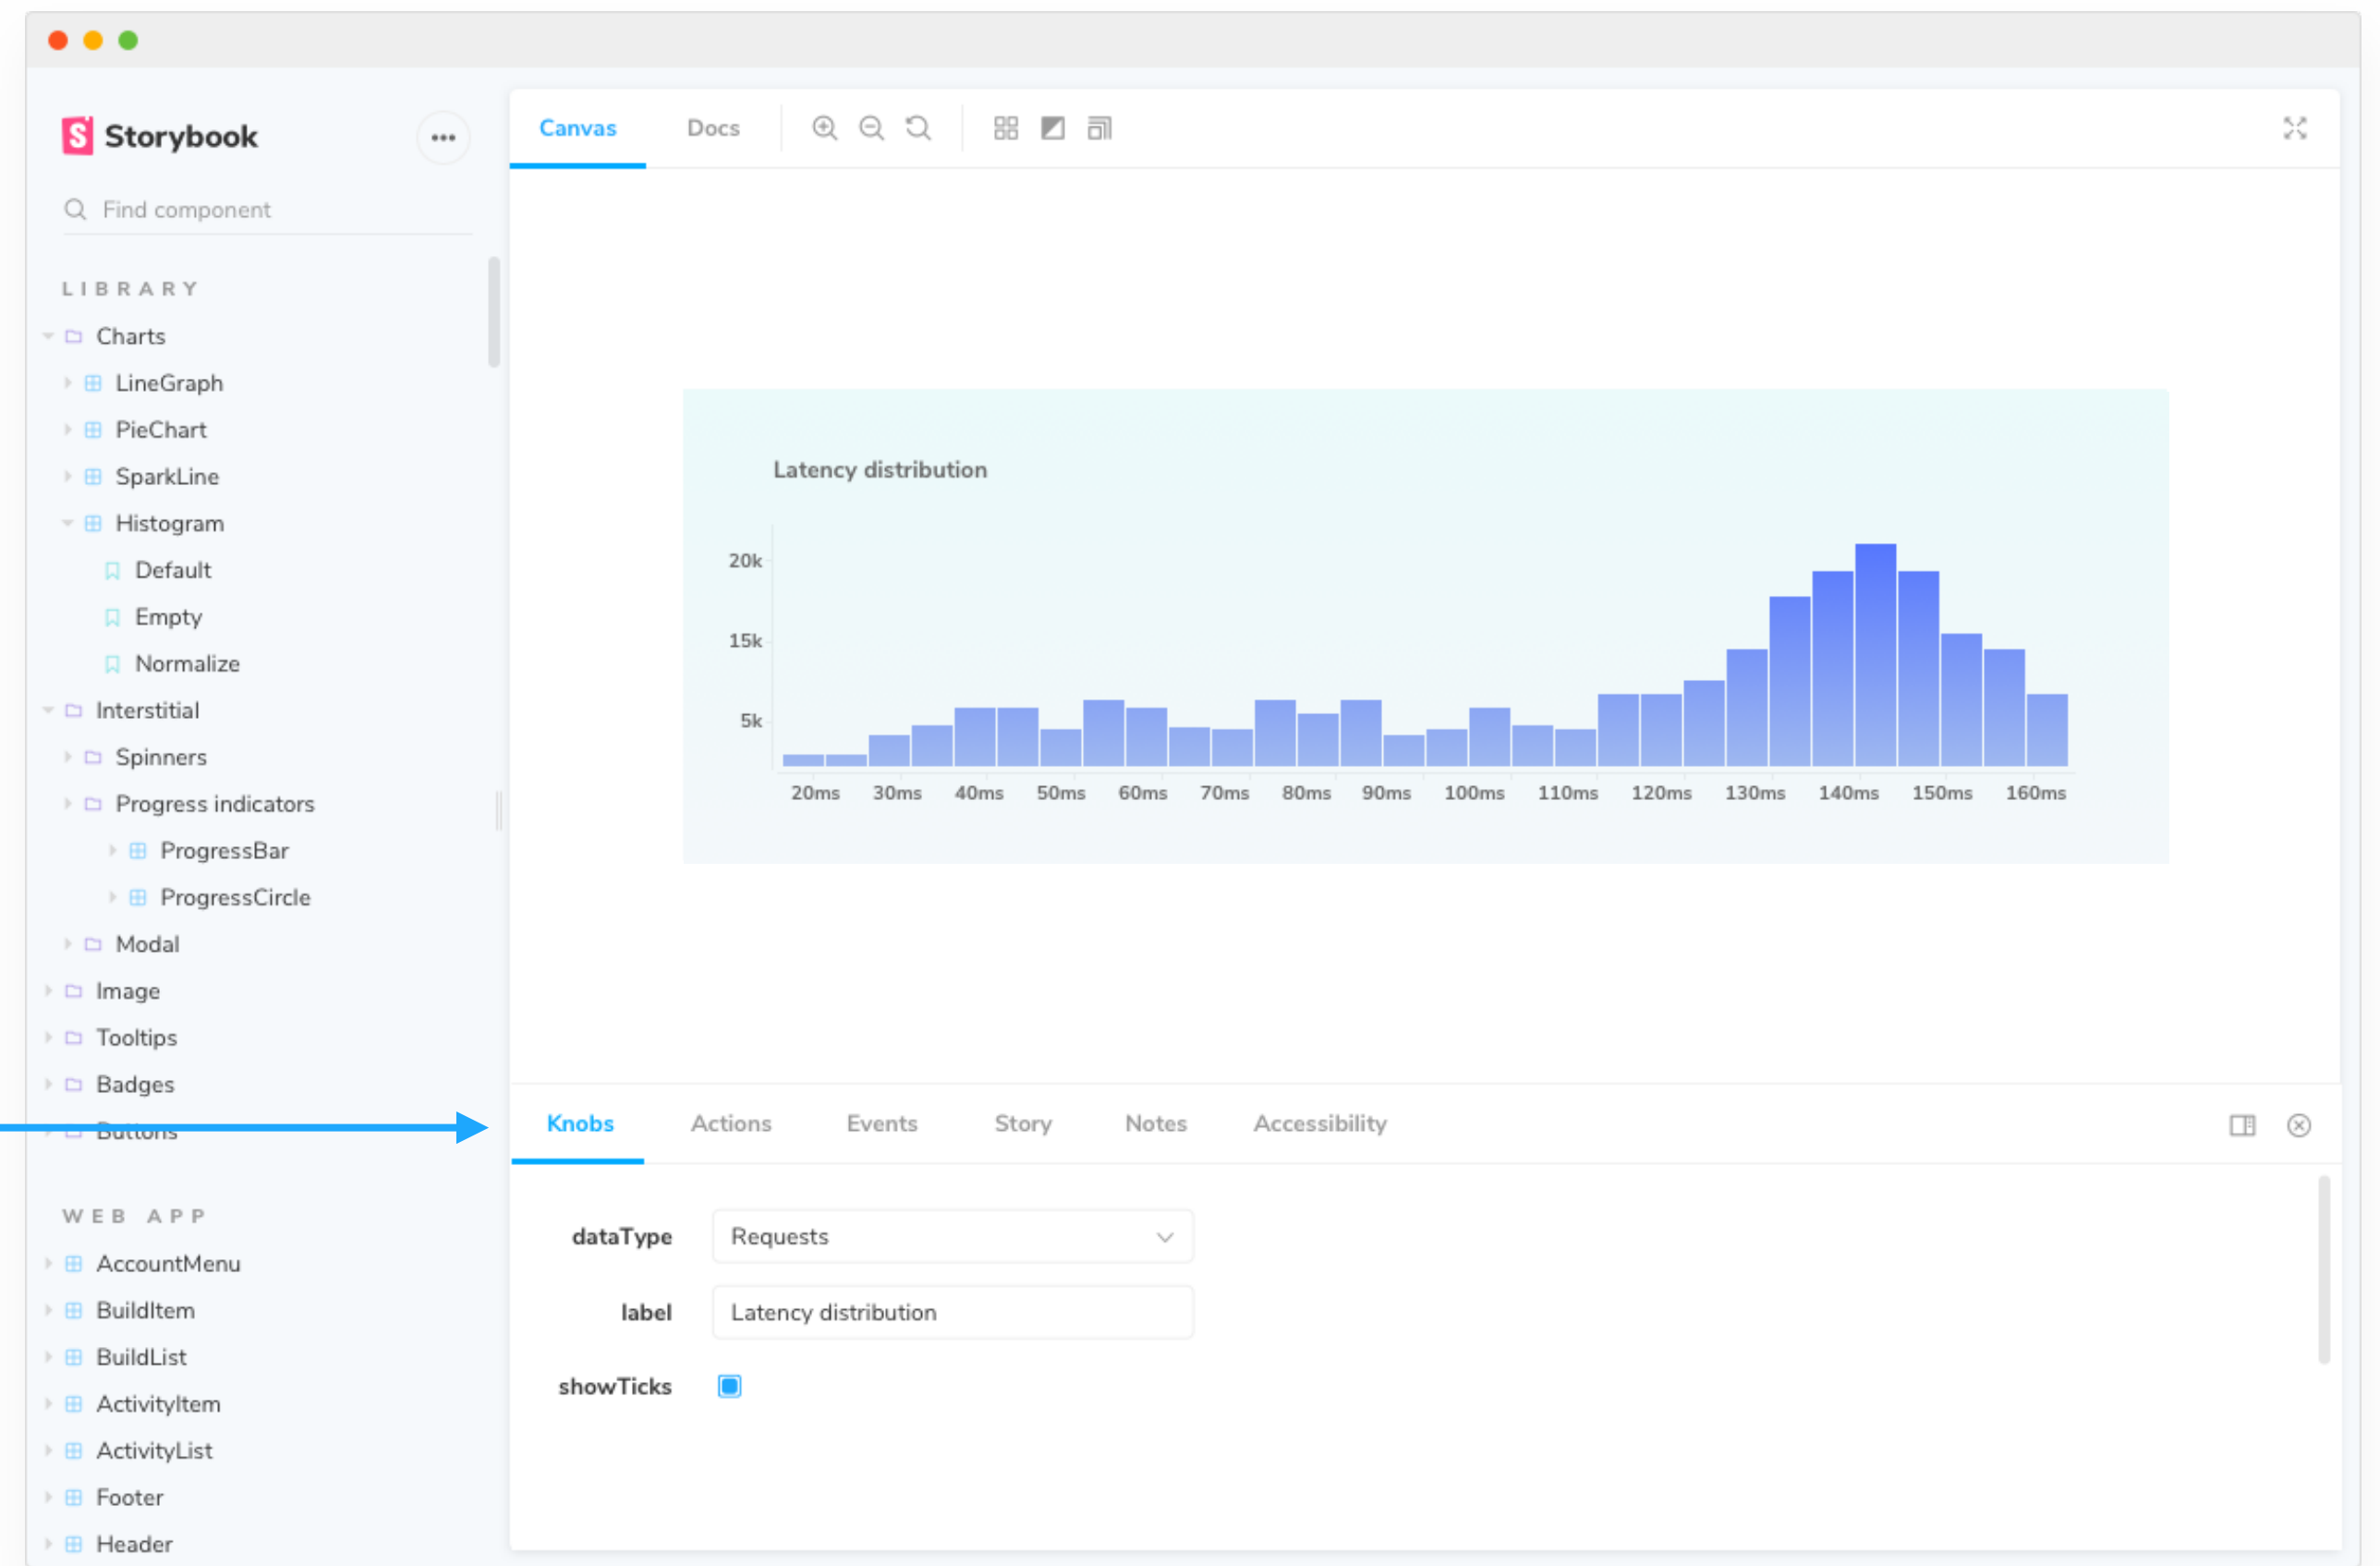 Storybook
Find component
LIBRARY
Charts
LineGraph
PieChart
SparkLine
Histogram
Default
Empty
Normalize
Interstitial
Spinners
Progress indicators
ProgressBar
ProgressCircle
Modal
Image
Tooltips
Badges
Buttons
WEB APP
AccountMenu
BuildItem
BuildList
ActivityItem
ActivityList
Footer
Header
Canvas Docs
Latency distribution
20k
15k
5k
20ms 30ms 40ms 50ms 60ms 70ms 80ms 90ms 100ms 110ms 120ms 130ms 140ms 150ms 160ms
Knobs Actions Events Story Notes Accessibility
dataType Requests
label Latency distribution
showTicks